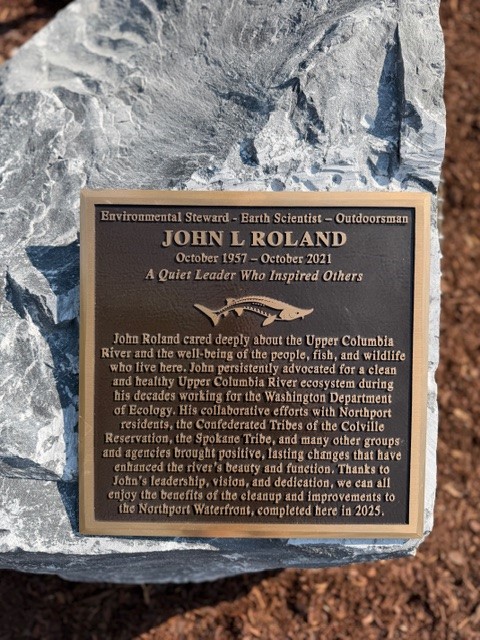 Environmental Steward - Earth Scientist – Outdoorsman
JOHN L ROLAND
October 1957 – October 2021
A Quiet Leader Who Inspired Others
John Roland cared deeply about the Upper Columbia
River and the well-being of the people, fish, and wildlife
who live here. John persistently advocated for a clean
and healthy Upper Columbia River ecosystem during
his decades working for the Washington Department
of Ecology. His collaborative efforts with Northport
residents, the Confederated Tribes of the Colville
Reservation, the Spokane Tribe, and many other groups
and agencies brought positive, lasting changes that have
enhanced the river's beauty and function. Thanks to
John's leadership, vision, and dedication, we can all
enjoy the benefits of the cleanup and improvements to
the Northport Waterfront, completed here in 2025.